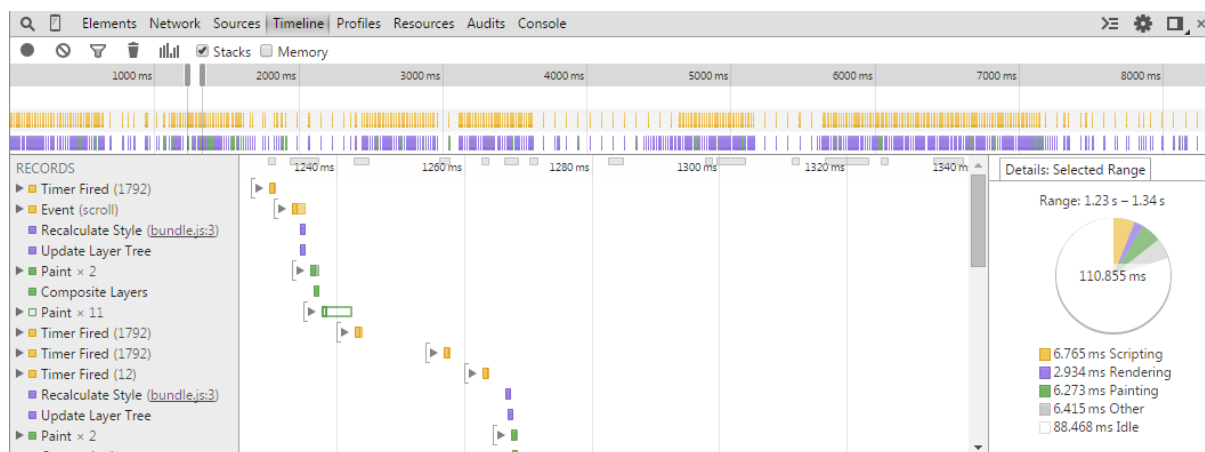 Elements Network Sources Timeline Profiles Resources Audits Console
Stacks Memory
1000 ms 2000 ms 3000 ms 4000 ms 5000 ms 6000 ms 7000 ms 8000 ms
RECORDS 1240 ms 1260 ms 1280 ms 1300 ms 1320 ms 1340 m
Timer Fired (1792)
Event (scroll)
Recalculate Style (bundle.js:3)
Update Layer Tree
Paint × 2
Composite Layers
Paint × 11
Timer Fired (1792)
Timer Fired (1792)
Timer Fired (12)
Recalculate Style (bundle.js:3)
Update Layer Tree
Paint × 2
Details: Selected Range
Range: 1.23 s – 1.34 s
110.855 ms
6.765 ms Scripting
2.934 ms Rendering
6.273 ms Painting
6.415 ms Other
88.468 ms Idle